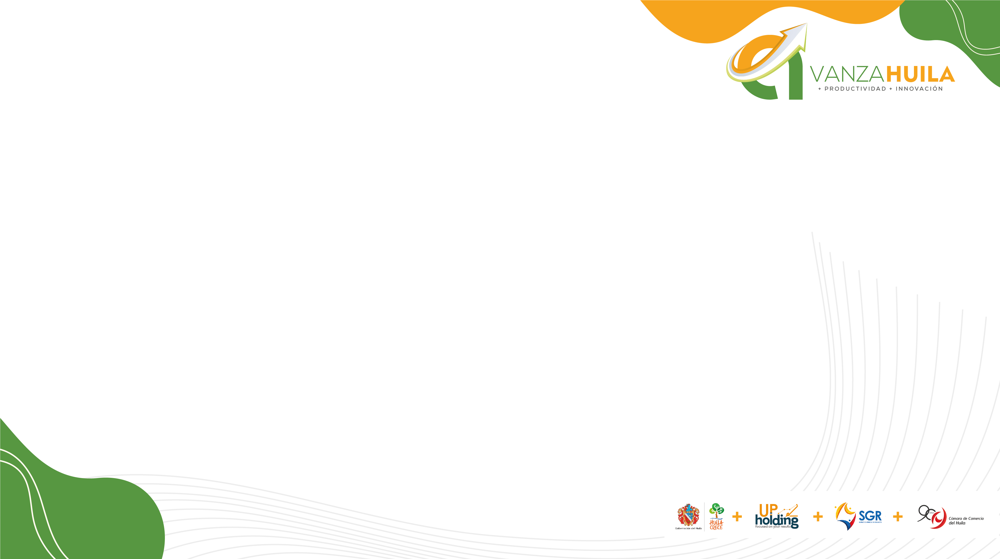 VANZAHUILA
+ PRODUCTIVIDAD + INNOVACIÓN
Gobernación del Huila
HUILA
CRECE
+
UP
holding
focused on your results
+
SGR
+
90
años
Cámara de Comercio
del Huila